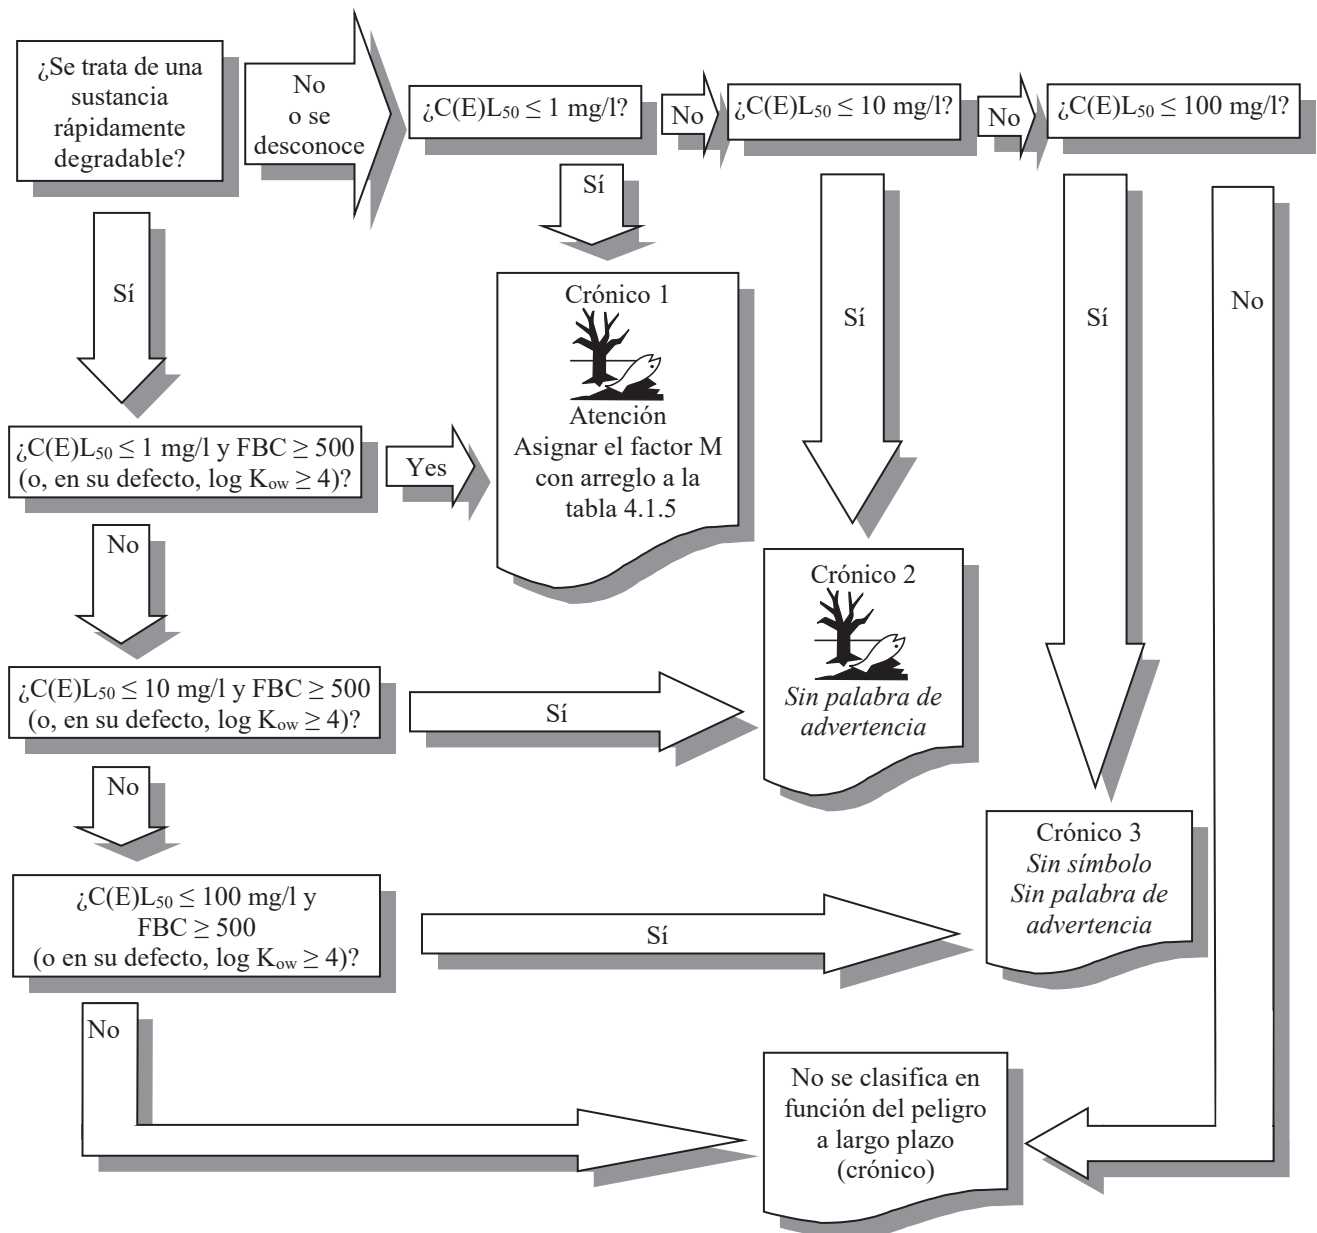 ¿Se trata de una
sustancia
rápidamente
degradable?
No
o se
desconoce
¿C(E)L₅₀ ≤ 1 mg/l?
No
¿C(E)L₅₀ ≤ 10 mg/l?
No
¿C(E)L₅₀ ≤ 100 mg/l?
Sí
Sí
Sí
Sí
No
Crónico 1
Atención
Asignar el factor M
con arreglo a la
tabla 4.1.5
¿C(E)L₅₀ ≤ 1 mg/l y FBC ≥ 500
(o, en su defecto, log Kₒw ≥ 4)?
Yes
No
Crónico 2
Sin palabra de
advertencia
¿C(E)L₅₀ ≤ 10 mg/l y FBC ≥ 500
(o, en su defecto, log Kₒw ≥ 4)?
Sí
No
Crónico 3
Sin símbolo
Sin palabra de
advertencia
¿C(E)L₅₀ ≤ 100 mg/l y
FBC ≥ 500
(o en su defecto, log Kₒw ≥ 4)?
Sí
No
No se clasifica en
función del peligro
a largo plazo
(crónico)